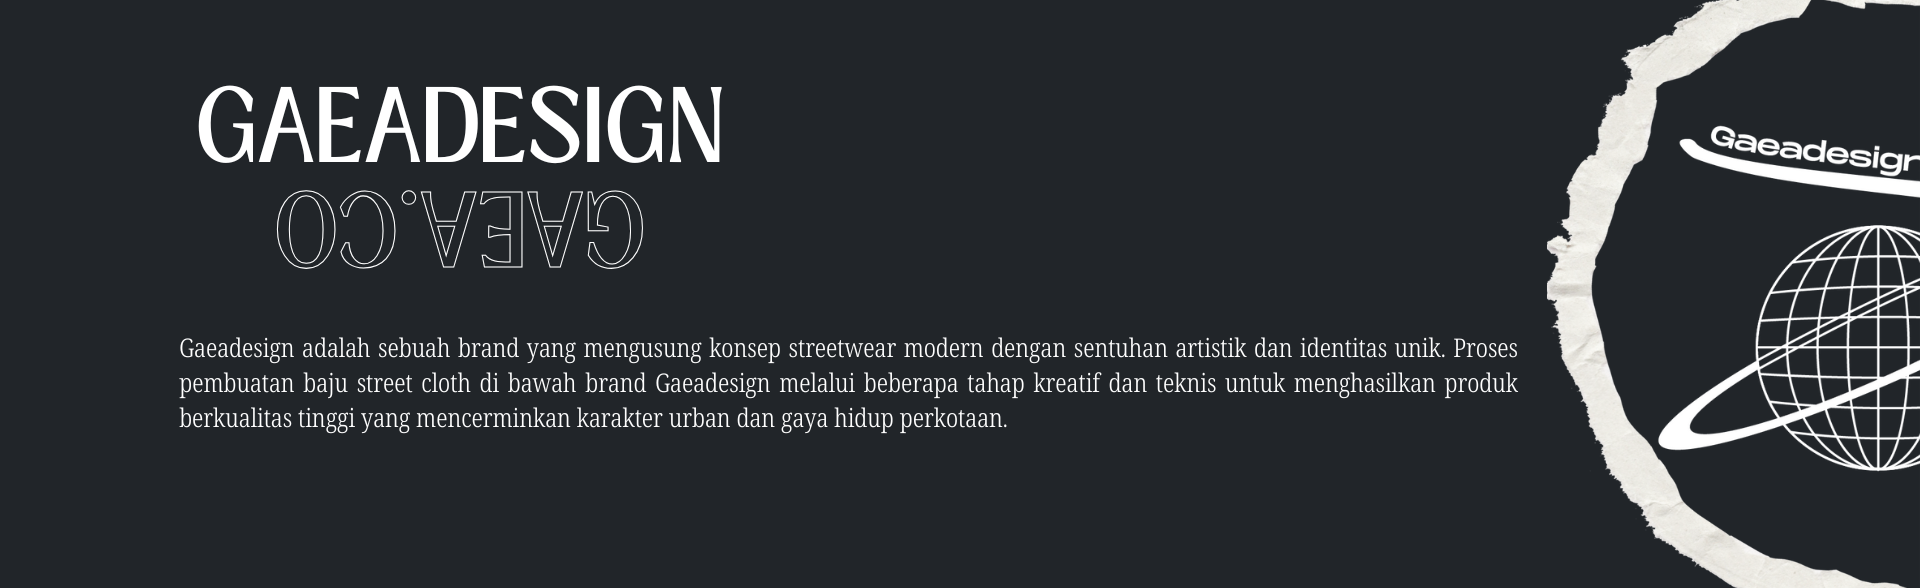 GAEADESIGN
GAEA.CO
Gaeadesign adalah sebuah brand yang mengusung konsep streetwear modern dengan sentuhan artistik dan identitas unik. Proses
pembuatan baju street cloth di bawah brand Gaeadesign melalui beberapa tahap kreatif dan teknis untuk menghasilkan produk
berkualitas tinggi yang mencerminkan karakter urban dan gaya hidup perkotaan.
Gaeadesign